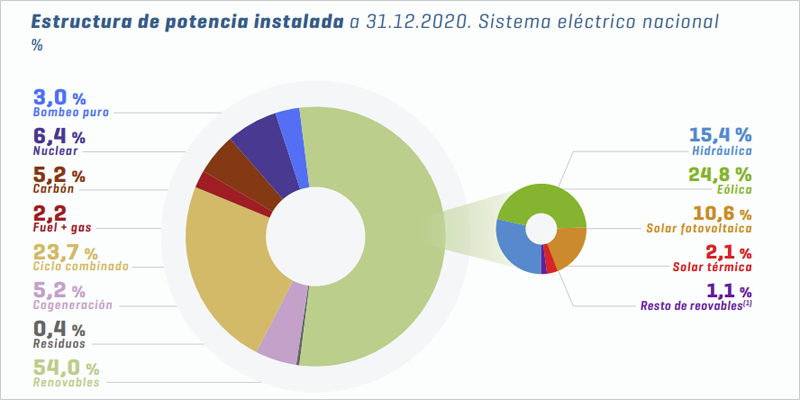 Estructura de potencia instalada a 31.12.2020. Sistema eléctrico nacional
%
3,0 %
Bombeo puro
6,4 %
Nuclear
5,2 %
Carbón
2,2
Fuel + gas
23,7 %
Ciclo combinado
5,2 %
Cogeneración
0,4 %
Residuos
54,0 %
Renovables
15,4 %
Hidráulica
24,8 %
Eólica
10,6 %
Solar fotovoltaica
2,1 %
Solar térmica
1,1 %
Resto de reovables(1)